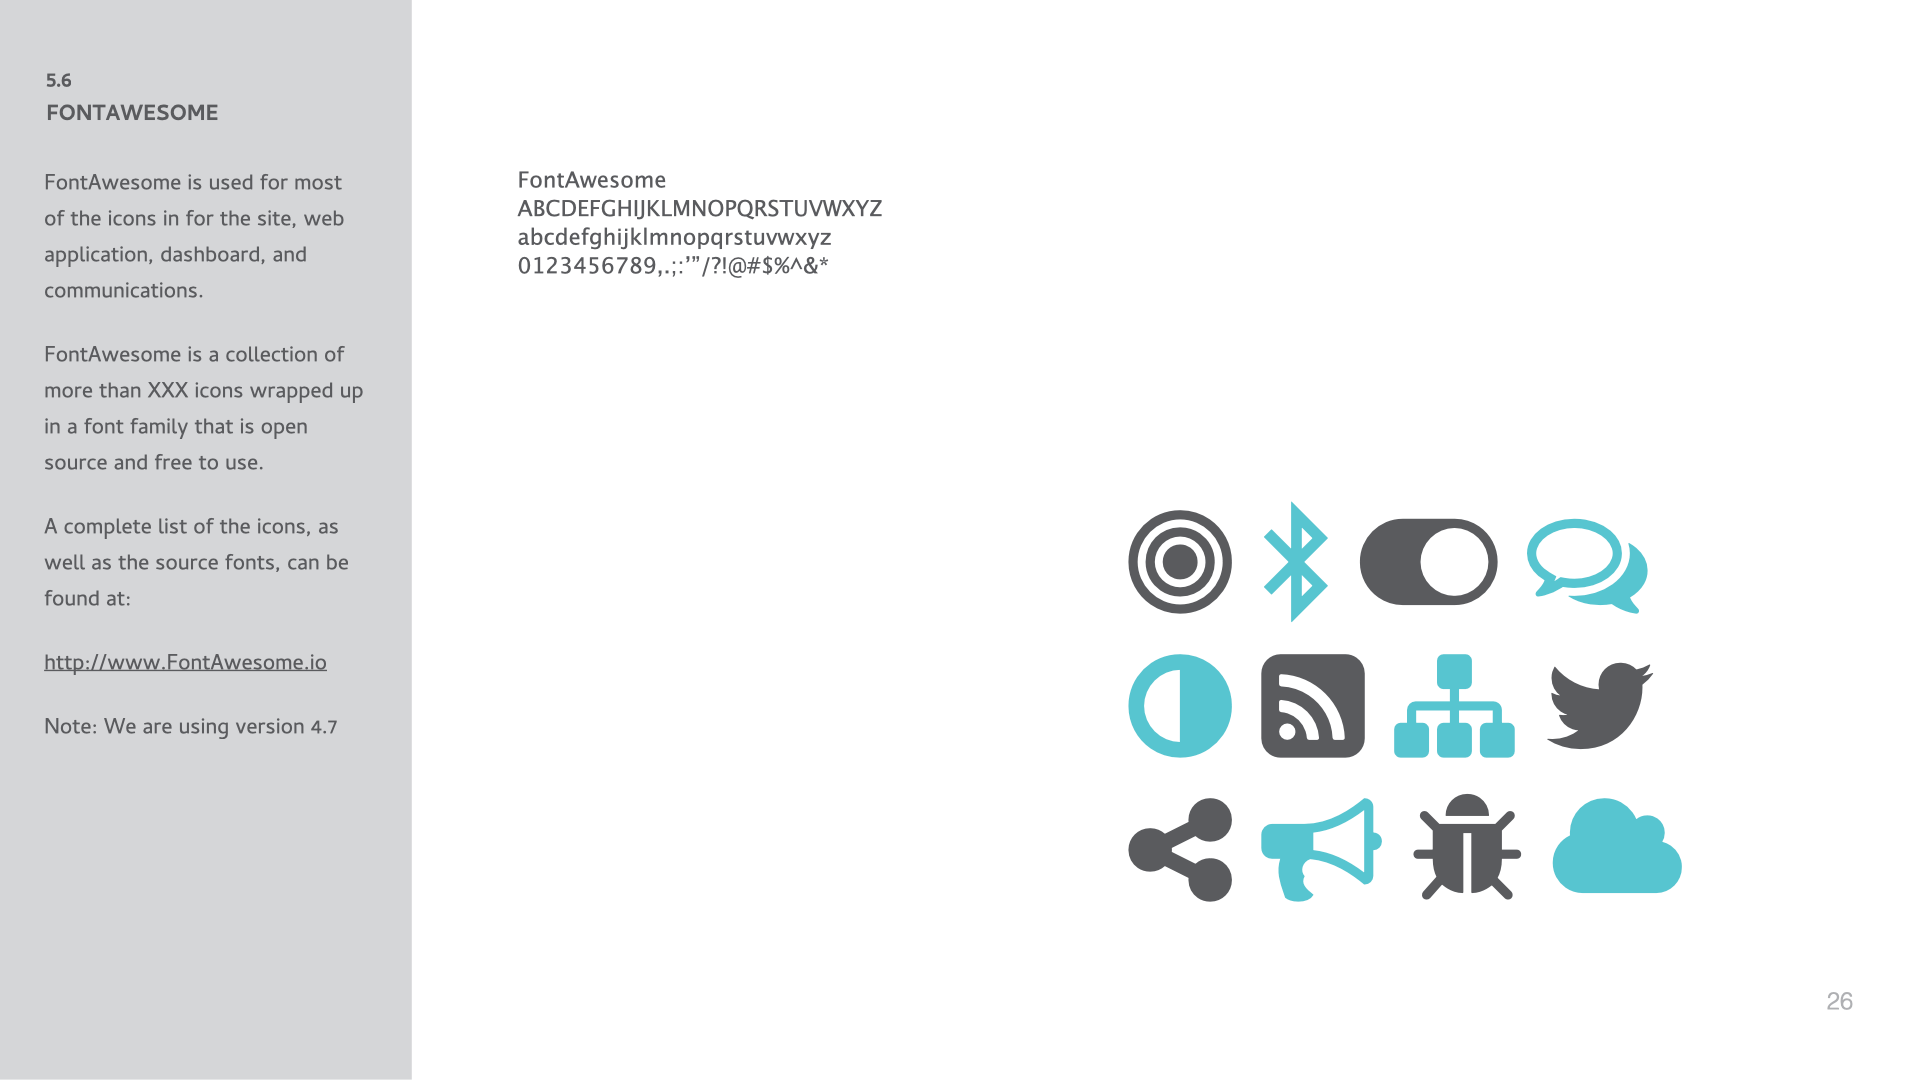 5.6
FONTAWESOME
FontAwesome is used for most
of the icons in for the site, web
application, dashboard, and
communications.
FontAwesome is a collection of
more than XXX icons wrapped up
in a font family that is open
source and free to use.
A complete list of the icons, as
well as the source fonts, can be
found at:
http://www.FontAwesome.io
Note: We are using version 4.7
FontAwesome
ABCDEFGHIJKLMNOPQRSTUVWXYZ
abcdefghijklmnopqrstuvwxyz
0123456789,.;:’”/?!@#$%^&*
26